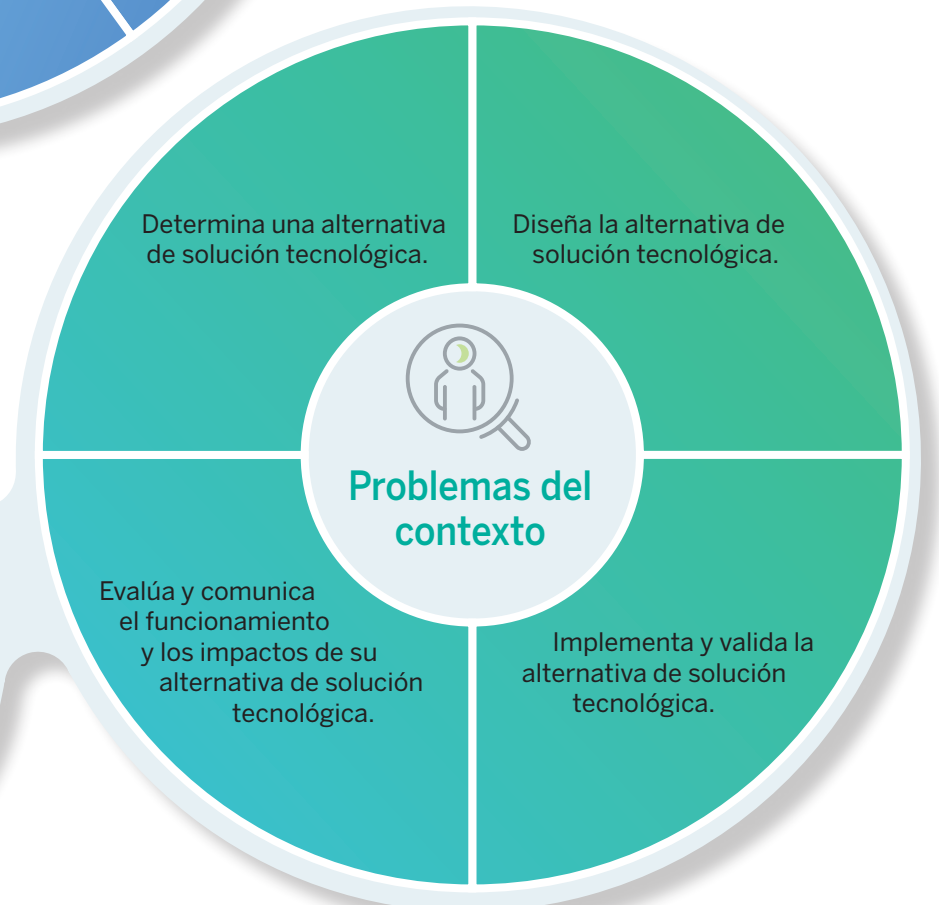 Determina una alternativa
de solución tecnológica.
Diseña la alternativa de
solución tecnológica.
Problemas del
contexto
Evalúa y comunica
el funcionamiento
y los impactos de su
alternativa de solución
tecnológica.
Implementa y valida la
alternativa de solución
tecnológica.